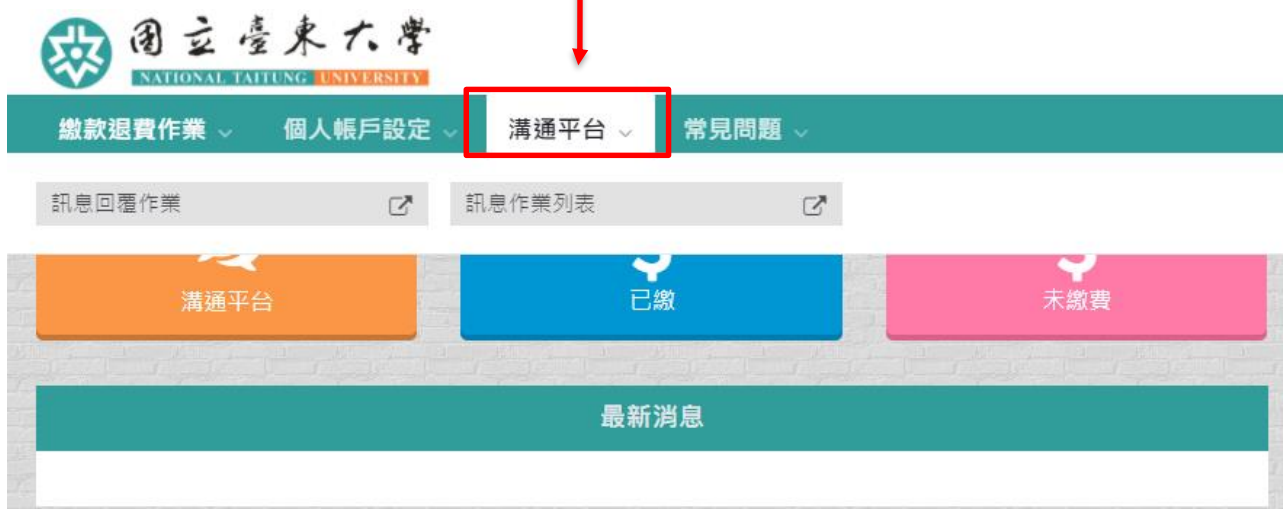 國立臺東大學
NATIONAL TAITUNG UNIVERSITY
繳款退費作業 個人帳戶設定 溝通平台 常見問題
訊息回覆作業 訊息作業列表
溝通平台 已繳 未繳費
最新消息